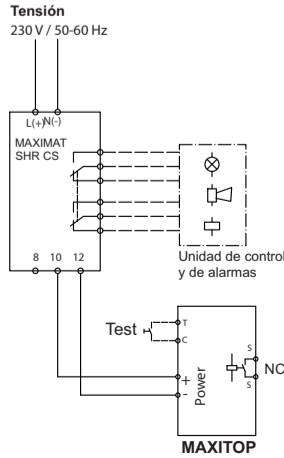 Tensión
230 V / 50-60 Hz
L(+) N(-)
MAXIMAT
SHR CS
8 10 12
Unidad de control
y de alarmas
Test
T
C
+
-
Power
S
S
NC
MAXITOP